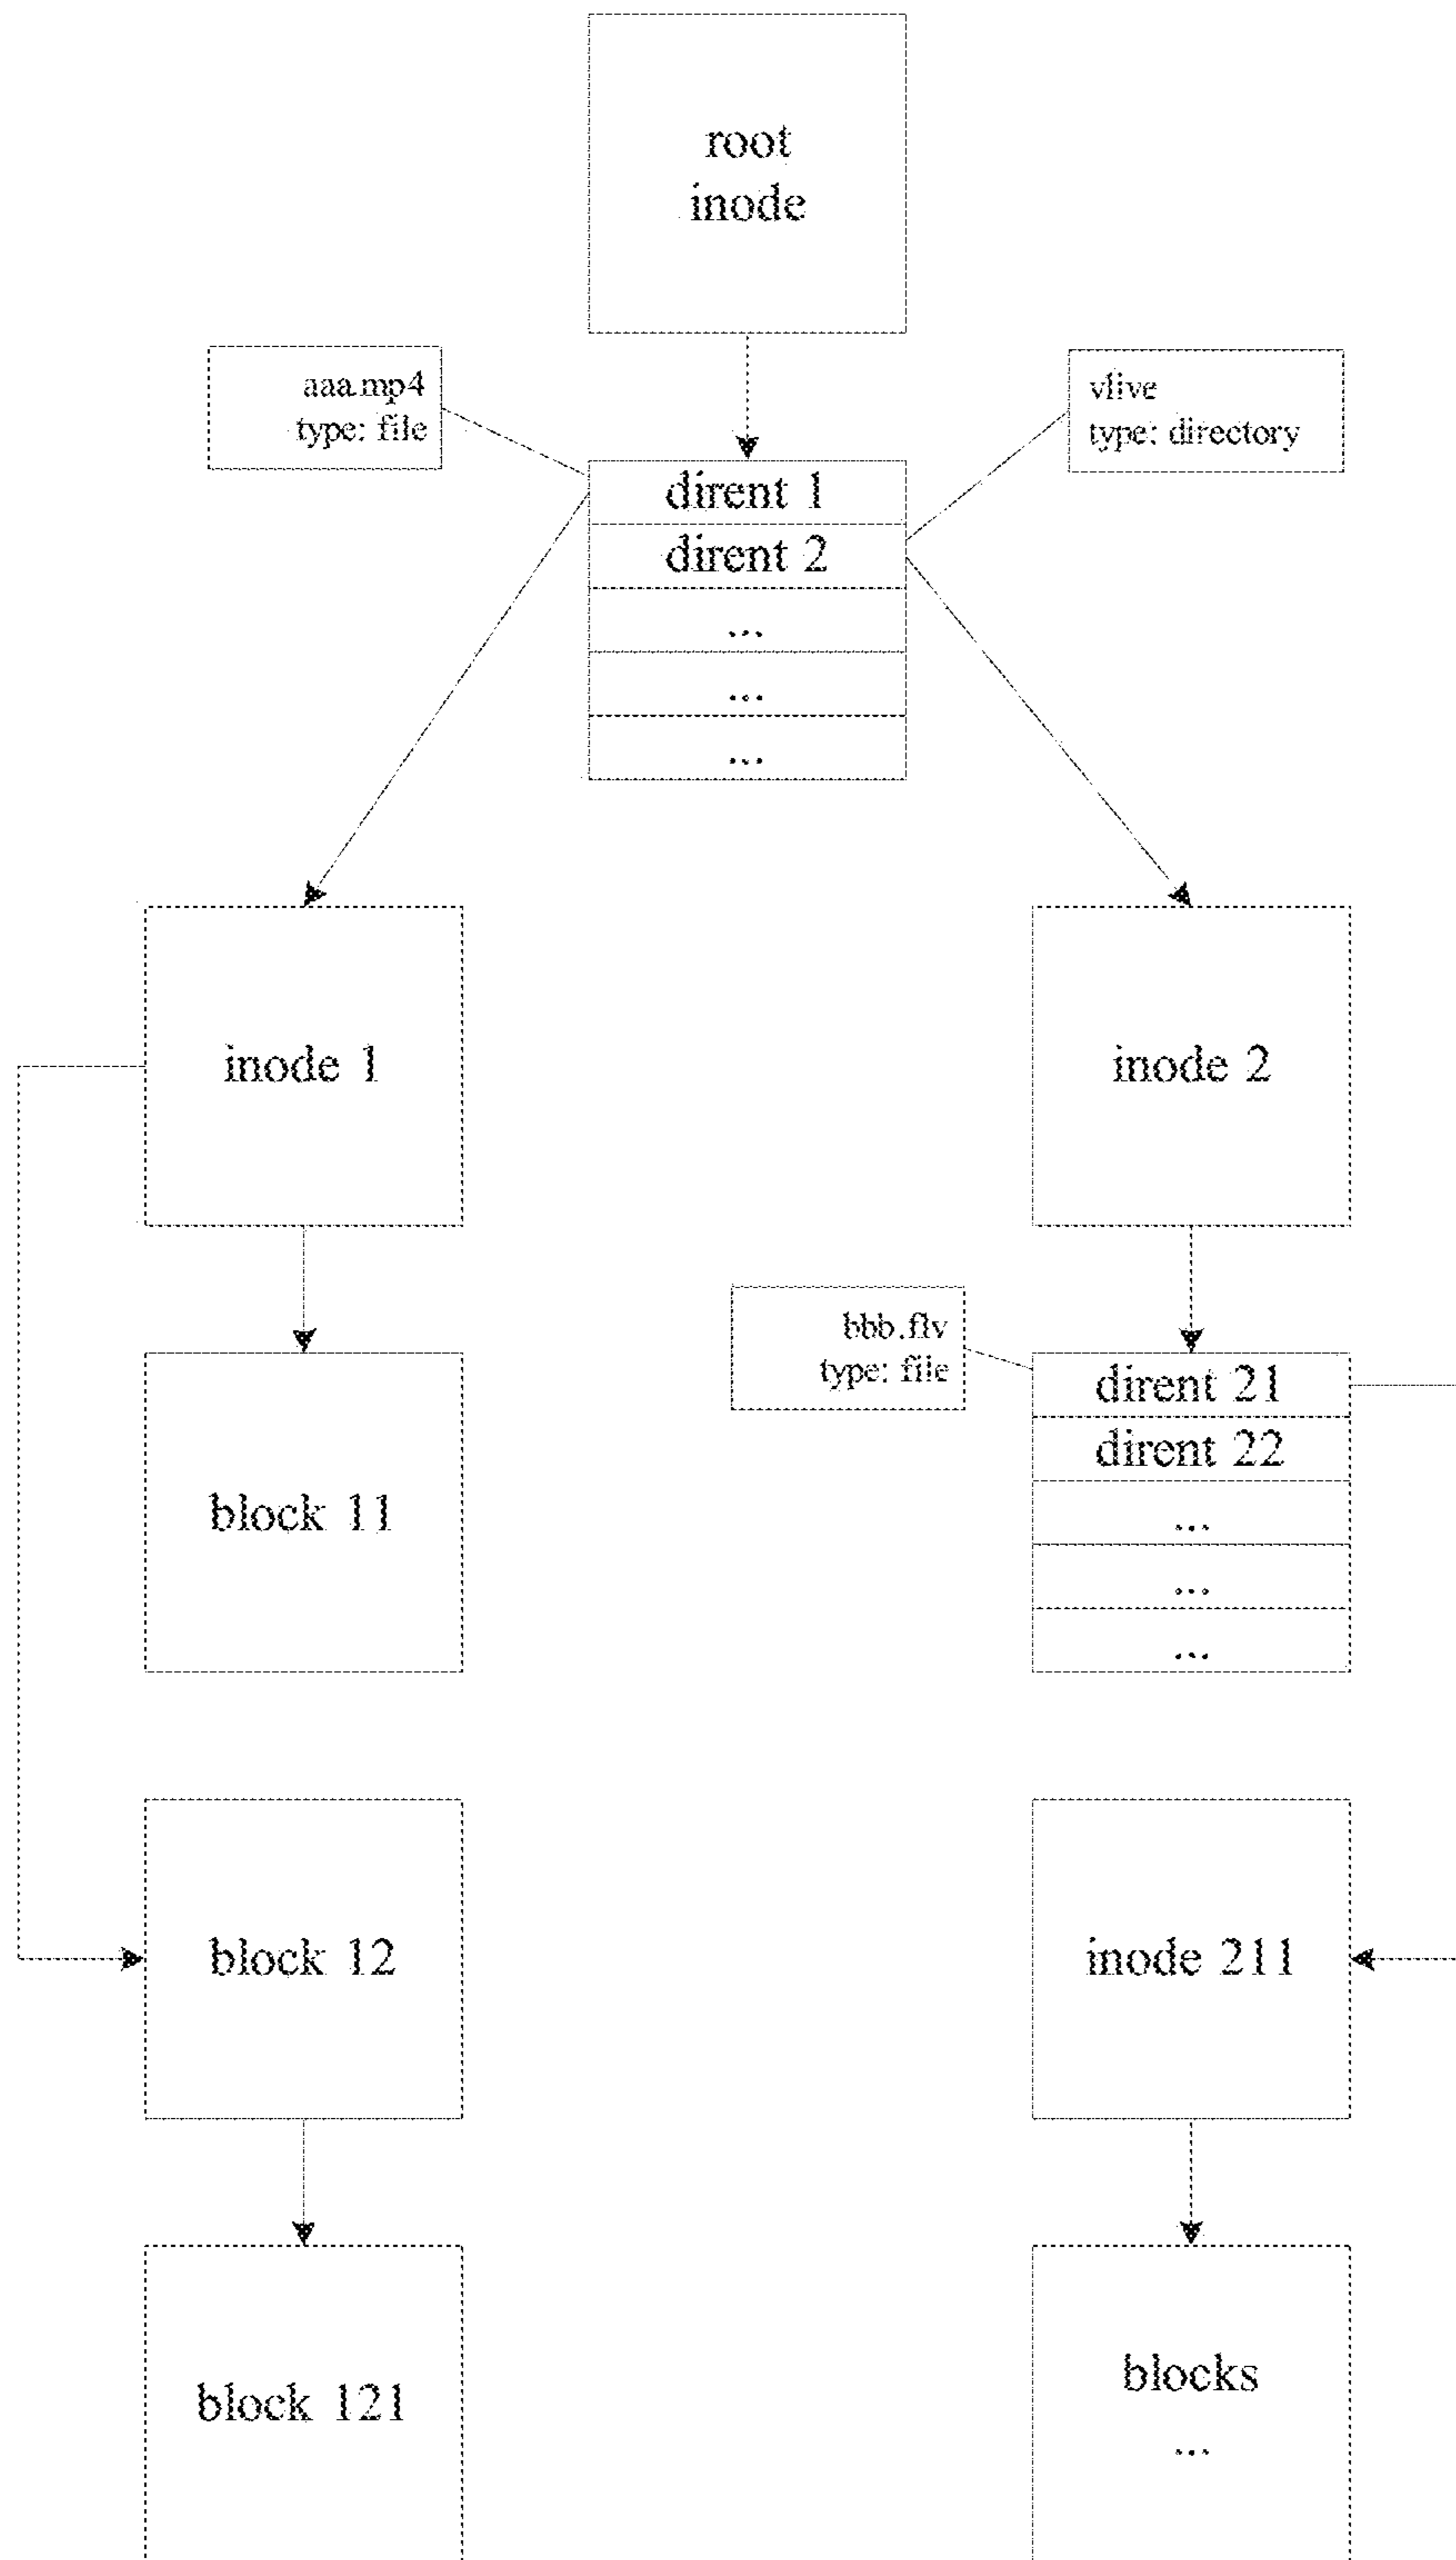 root
inode
aaa.mp4
type: file
vlive
type: directory
dirent 1
dirent 2
...
...
...
inode 1
inode 2
bbb.flv
type: file
dirent 21
dirent 22
...
...
...
block 11
block 12
inode 211
block 121
blocks
...